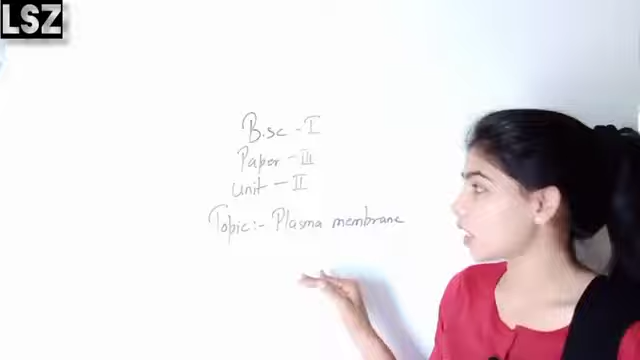 LSZ
B.sc - I
Paper - III
Unit - II
Topic:- Plasma membrane